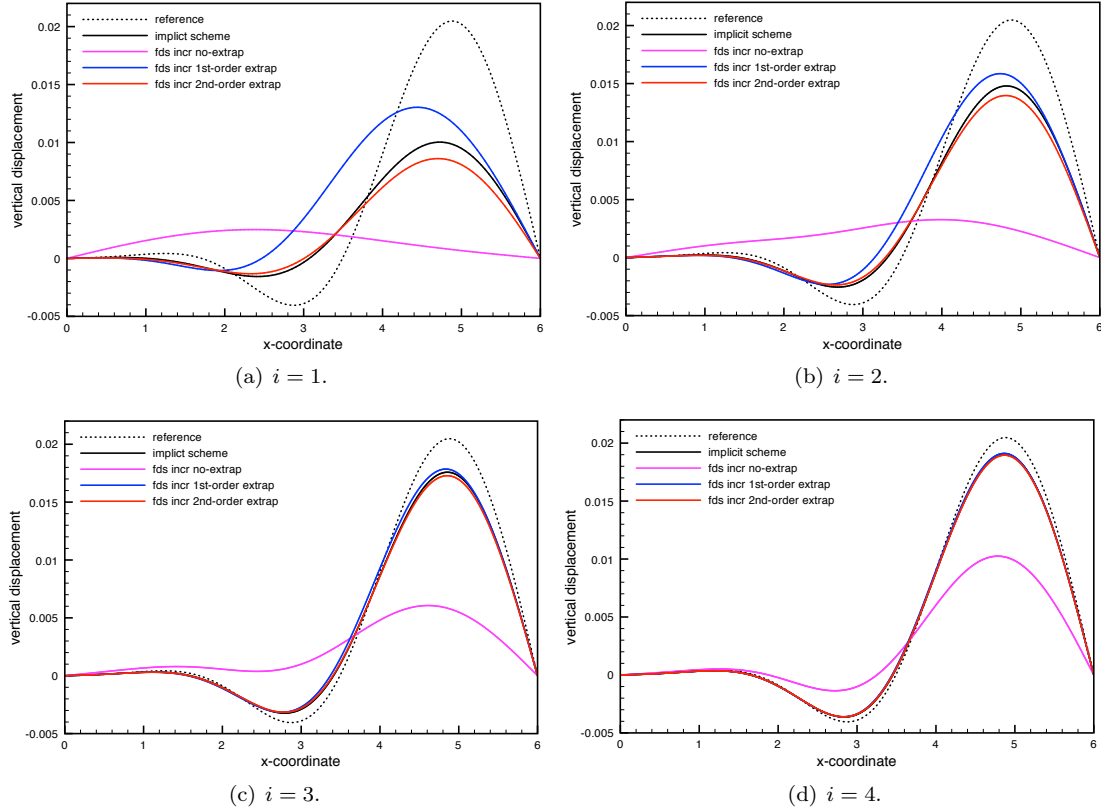 reference
implict scheme
fds incr no-extrap
fds incr 1st-order extrap
fds incr 2nd-order extrap
vertical displacement
0.02
0.015
0.01
0.005
0
-0.005
0 1 2 3 4 5 6
x-coordinate
(a) i = 1.
reference
implicit scheme
fds incr no-extrap
fds incr 1st-order extrap
fds incr 2nd-order extrap
vertical displacement
0.02
0.015
0.01
0.005
0
-0.005
0 1 2 3 4 5 6
x-coordinate
(b) i = 2.
reference
implicit scheme
fds incr no-extrap
fds incr 1st-order extrap
fds incr 2nd-order extrap
vertical displacement
0.02
0.015
0.01
0.005
0
-0.005
0 1 2 3 4 5 6
x-coordinate
(c) i = 3.
reference
implicit scheme
fds incr no-extrap
fds incr 1st-order extrap
fds incr 2nd-order extrap
vertical displacement
0.02
0.015
0.01
0.005
0
-0.005
0 1 2 3 4 5 6
x-coordinate
(d) i = 4.